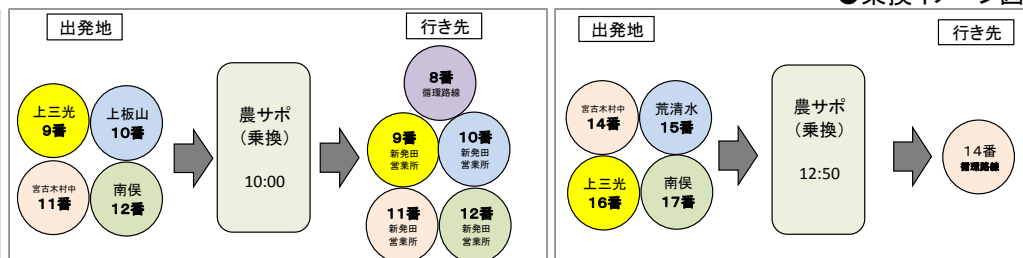 ●乗換イメージ図
出発地
行き先
上三光
9番
上板山
10番
宮古木村中
11番
南俣
12番
農サポ
（乗換）
10:00
8番
循環路線
9番
新発田
営業所
10番
新発田
営業所
11番
新発田
営業所
12番
新発田
営業所
出発地
行き先
宮古木村中
14番
荒清水
15番
上三光
16番
南俣
17番
農サポ
（乗換）
12:50
14番
循環路線